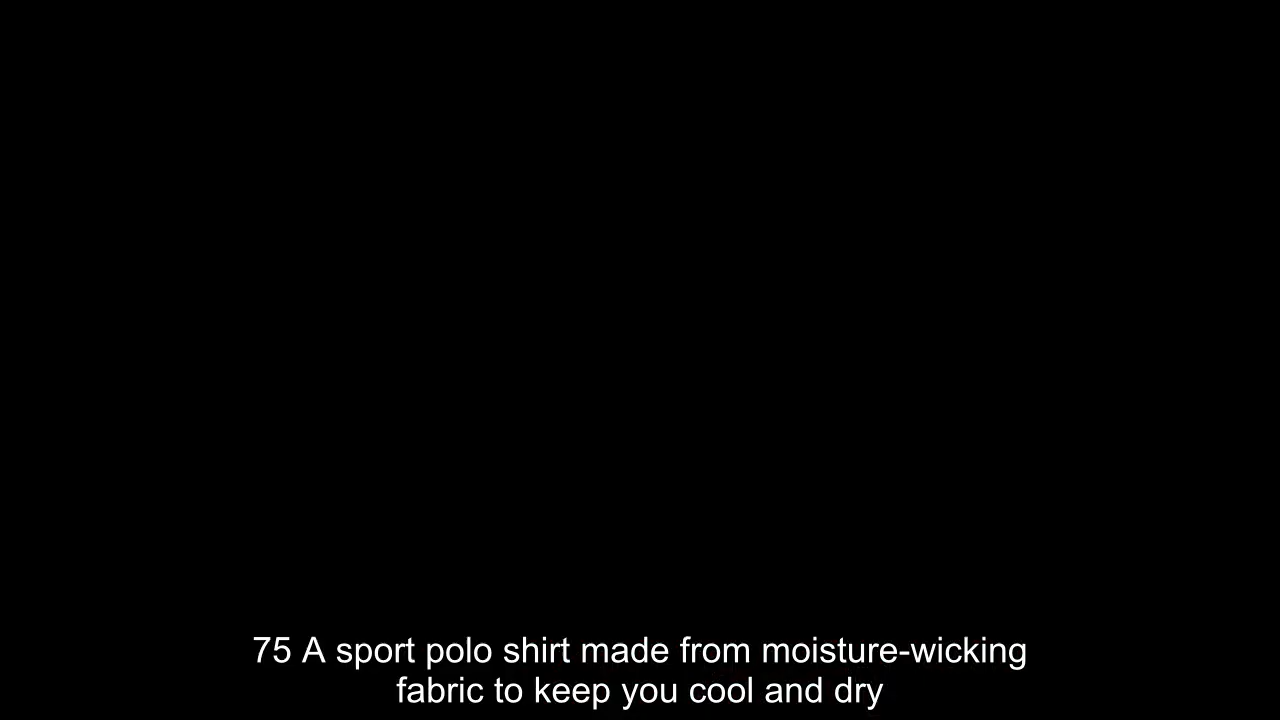 75 A sport polo shirt made from moisture-wicking
fabric to keep you cool and dry